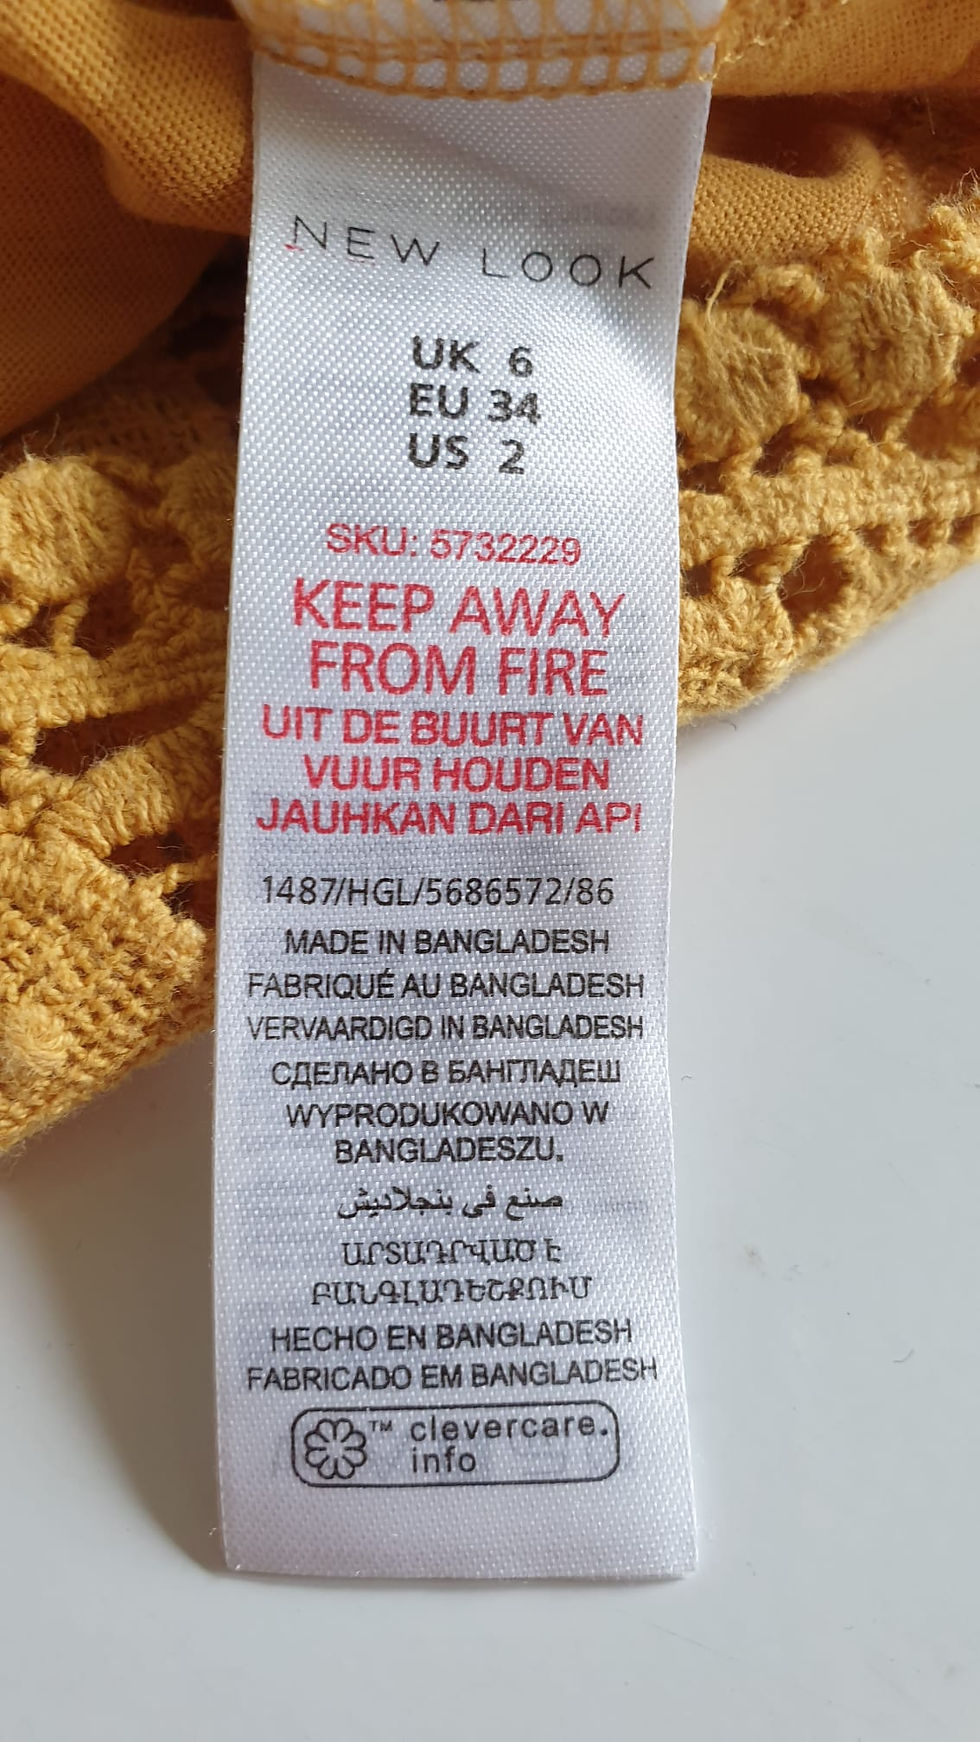 NEW LOOK
UK 6
EU 34
US 2
SKU: 5732229
KEEP AWAY
FROM FIRE
UIT DE BUURT VAN
VUUR HOUDEN
JAUHKAN DARI API
1487/HGL/5686572/86
MADE IN BANGLADESH
FABRIQUÉ AU BANGLADESH
VERVAARDIGD IN BANGLADESH
СДЕЛАНО В БАНГЛАДЕШ
WYPRODUKOWANO W
BANGLADESZU.
صنع في بنجلاديش
ԱՐՏԱԴՐՎԱԾ Է
ԲԱՆԳԼԱԴԵՇՔՈՒՄ
HECHO EN BANGLADESH
FABRICADO EM BANGLADESH
™ clevercare.
info